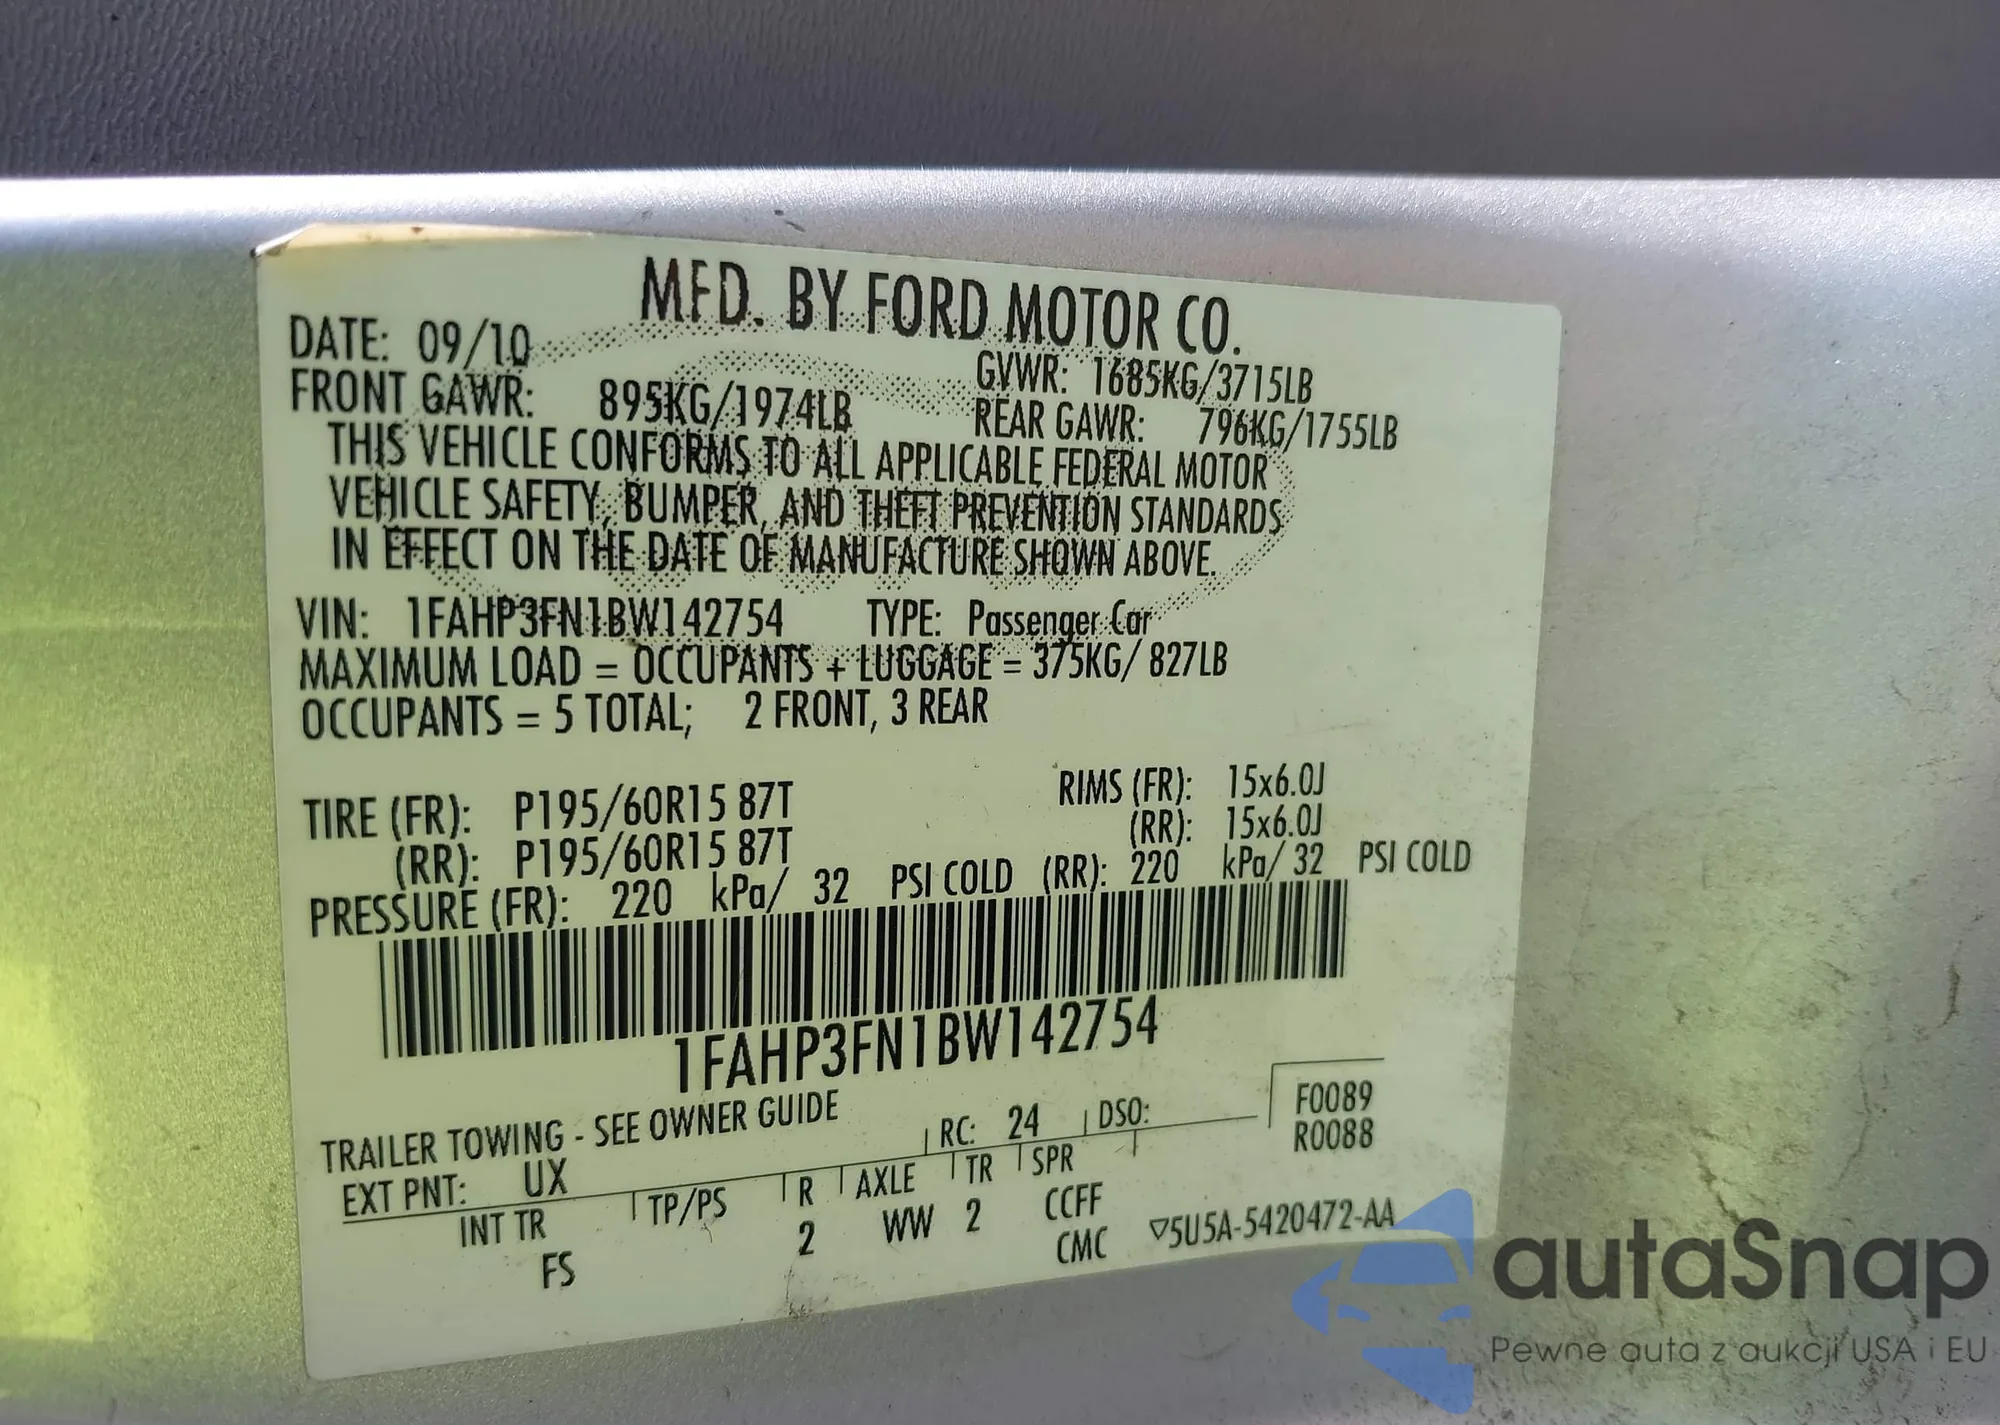 MFD. BY FORD MOTOR CO.
DATE: 09/10
GVWR: 1685KG/3715LB
FRONT GAWR: 895KG/1974LB
REAR GAWR: 796KG/1755LB
THIS VEHICLE CONFORMS TO ALL APPLICABLE FEDERAL MOTOR
VEHICLE SAFETY, BUMPER, AND THEFT PREVENTION STANDARDS
IN EFFECT ON THE DATE OF MANUFACTURE SHOWN ABOVE.
VIN: 1FAHP3FN1BW142754 TYPE: Passenger Car
MAXIMUM LOAD = OCCUPANTS + LUGGAGE = 375KG/ 827LB
OCCUPANTS = 5 TOTAL; 2 FRONT, 3 REAR
TIRE (FR): P195/60R15 87T RIMS (FR): 15x6.0J
(RR): P195/60R15 87T (RR): 15x6.0J
PRESSURE (FR): 220 kPa/ 32 PSI COLD (RR): 220 kPa/ 32 PSI COLD
1FAHP3FN1BW142754
TRAILER TOWING - SEE OWNER GUIDE
RC: 24 DSO:
F0089
R0088
EXT PNT: UX
INT TR TP/PS R AXLE TR SPR
FS 2 WW 2 CCFF
CMC
▽5U5A-5420472-AA
autaSnap
Pewne auta z aukcji USA i EU